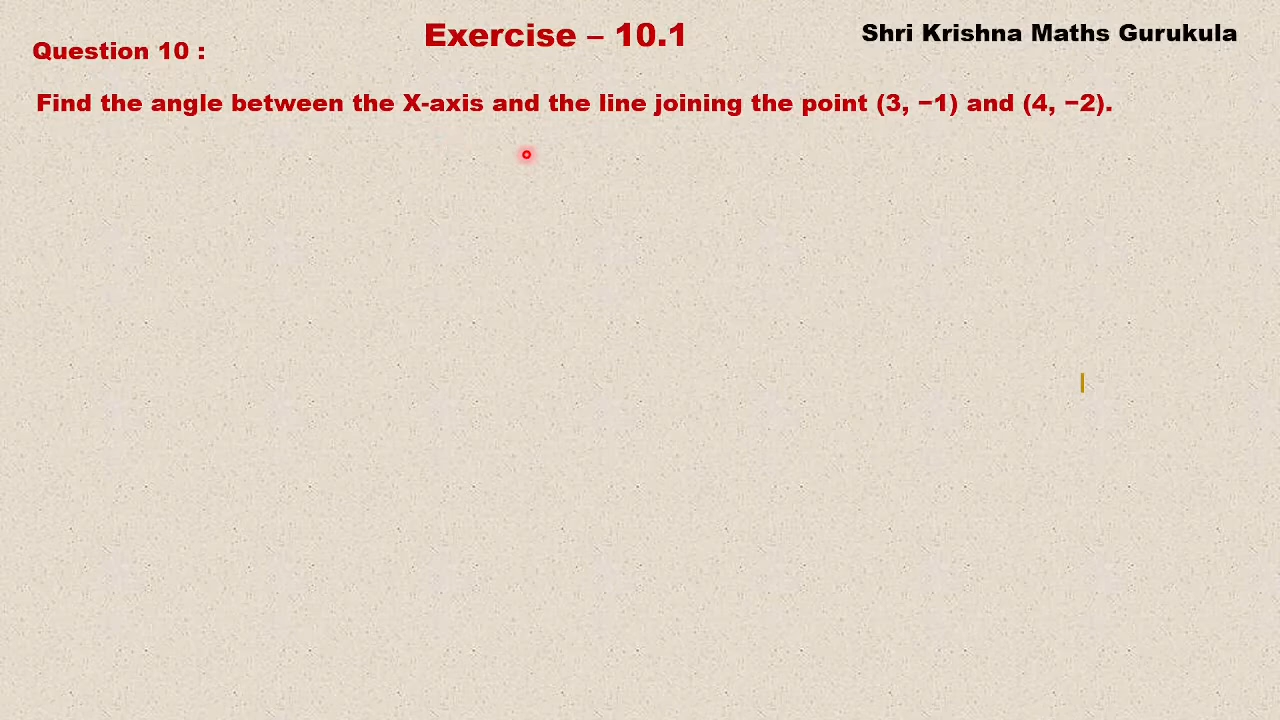 Exercise – 10.1
Shri Krishna Maths Gurukula
Question 10 :
Find the angle between the X-axis and the line joining the point (3, −1) and (4, −2).